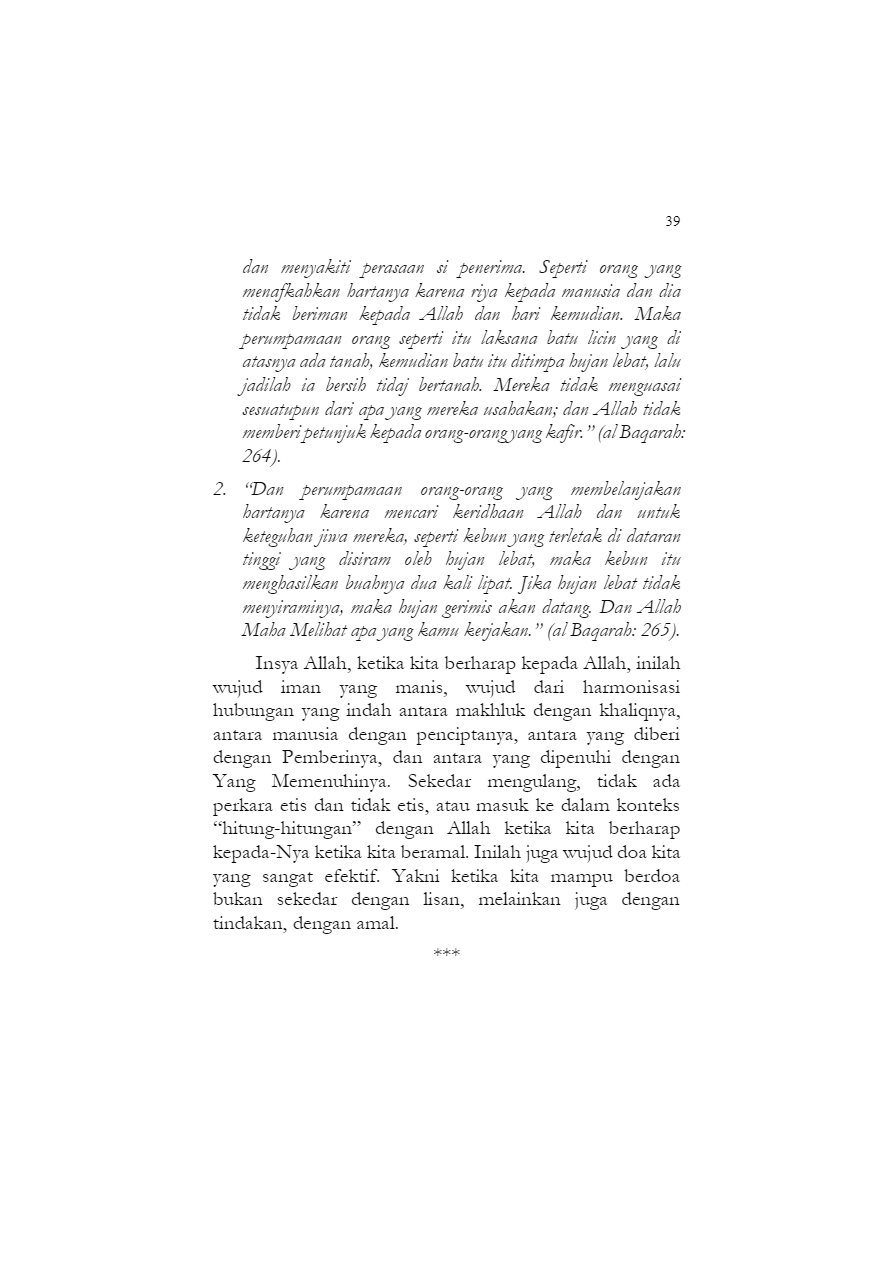 39
dan menyakiti perasaan si penerima. Seperti orang yang
menafkahkan hartanya karena riya kepada manusia dan dia
tidak beriman kepada Allah dan hari kemudian. Maka
perumpamaan orang seperti itu laksana batu licin yang di
atasnya ada tanah, kemudian batu itu ditimpa hujan lebat, lalu
jadilah ia bersih tidaj bertanah. Mereka tidak menguasai
sesuatupun dari apa yang mereka usahakan; dan Allah tidak
memberi petunjuk kepada orang-orang yang kafir.” (al Baqarah:
264).
2. “Dan perumpamaan orang-orang yang membelanjakan
hartanya karena mencari keridhaan Allah dan untuk
keteguhan jiwa mereka, seperti kebun yang terletak di dataran
tinggi yang disiram oleh hujan lebat, maka kebun itu
menghasilkan buahnya dua kali lipat. Jika hujan lebat tidak
menyiraminya, maka hujan gerimis akan datang. Dan Allah
Maha Melihat apa yang kamu kerjakan.” (al Baqarah: 265).
Insya Allah, ketika kita berharap kepada Allah, inilah
wujud iman yang manis, wujud dari harmonisasi
hubungan yang indah antara makhluk dengan khaliqnya,
antara manusia dengan penciptanya, antara yang diberi
dengan Pemberinya, dan antara yang dipenuhi dengan
Yang Memenuhinya. Sekedar mengulang, tidak ada
perkara etis dan tidak etis, atau masuk ke dalam konteks
“hitung-hitungan” dengan Allah ketika kita berharap
kepada-Nya ketika kita beramal. Inilah juga wujud doa kita
yang sangat efektif. Yakni ketika kita mampu berdoa
bukan sekedar dengan lisan, melainkan juga dengan
tindakan, dengan amal.
***